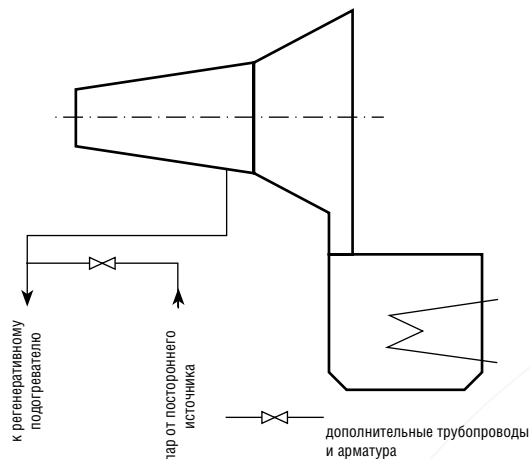 к регенеративному
подогревателю
пар от постороннего
источника
дополнительные трубопроводы
и арматура